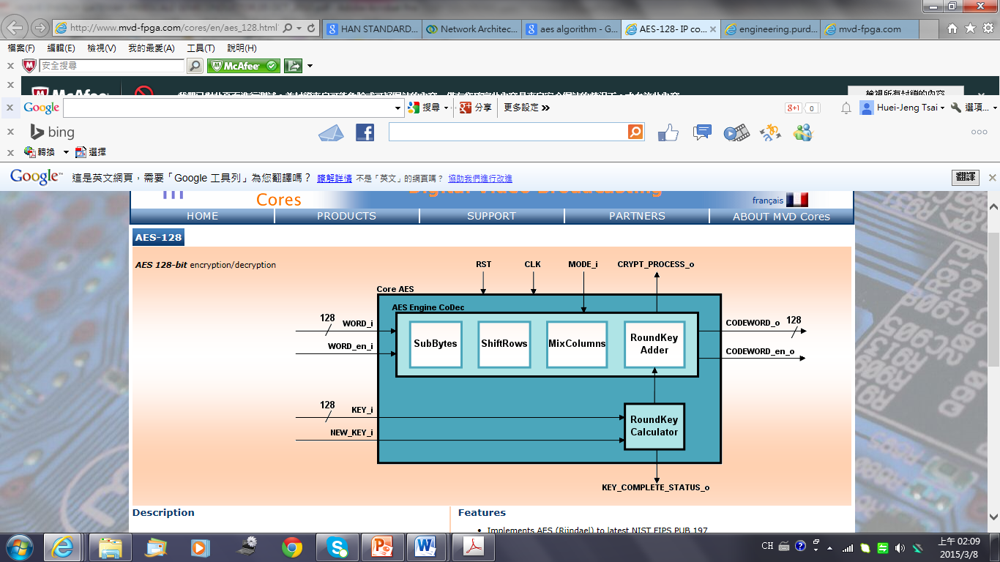 http://www.mvd-fpga.com/cores/en/aes_128.html
HAN STANDARD...
Network Architec...
aes algorithm - G...
AES-128- IP co...
engineering.purd...
mvd-fpga.com
檔案(F) 編輯(E) 檢視(V) 我的最愛(A) 工具(T) 說明(H)
安全搜尋
McAfee
檢視所有封鎖的內容
Google
搜尋
分享
更多設定
g+1 0
Huei-Jeng Tsai
選項...
bing
轉換 選擇
Google 這是英文網頁，需要「Google 工具列」為您翻譯嗎？ 瞭解詳情 不是「英文」的網頁嗎？ 協助我們進行改進
翻譯
Cores
Digital Video Broadcasting
français
HOME PRODUCTS SUPPORT PARTNERS ABOUT MVD Cores
AES-128
AES 128-bit encryption/decryption
RST CLK MODE_i CRYPT_PROCESS_o
Core AES
AES Engine CoDec
128 WORD_i
WORD_en_i
SubBytes
ShiftRows
MixColumns
RoundKey
Adder
CODEWORD_o 128
CODEWORD_en_o
128 KEY_i
NEW_KEY_i
RoundKey
Calculator
KEY_COMPLETE_STATUS_o
Description
Features
Implements AES (Rijndael) to latest NIST FIPS PUB 197
CH
上午 02:09
2015/3/8